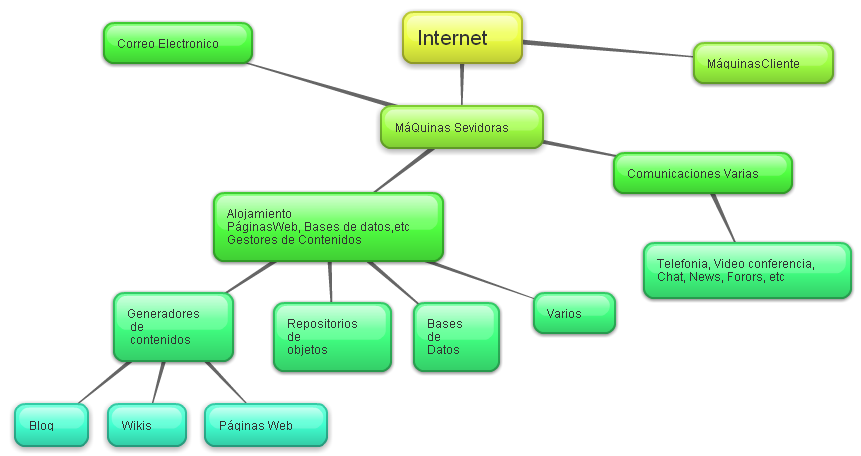 Internet
Correo Electronico
MáquinasCliente
MáQuinas Sevidoras
Comunicaciones Varias
Alojamiento
PáginasWeb, Bases de datos,etc
Gestores de Contenidos
Telefonia, Video conferencia,
Chat, News, Forors, etc
Generadores
de
contenidos
Repositorios
de
objetos
Bases
de
Datos
Varios
Blog
Wikis
Páginas Web